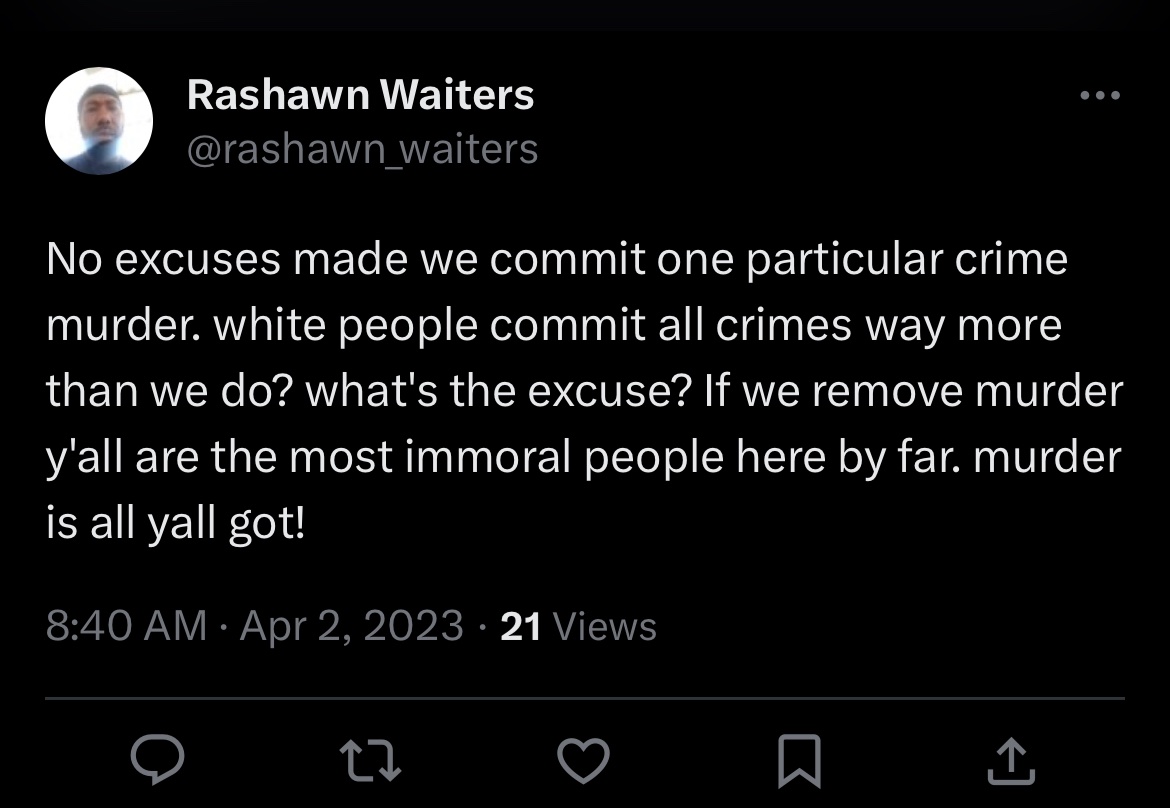 Rashawn Waiters
@rashawn_waiters
No excuses made we commit one particular crime
murder. white people commit all crimes way more
than we do? what's the excuse? If we remove murder
y'all are the most immoral people here by far. murder
is all yall got!
8:40 AM · Apr 2, 2023 · 21 Views